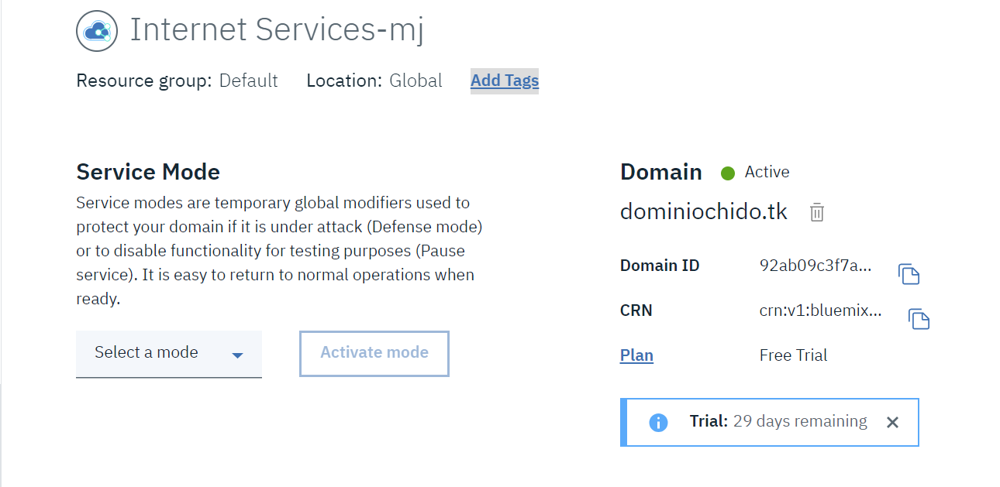 Internet Services-mj
Resource group: Default Location: Global Add Tags
Service Mode
Service modes are temporary global modifiers used to
protect your domain if it is under attack (Defense mode)
or to disable functionality for testing purposes (Pause
service). It is easy to return to normal operations when
ready.
Select a mode
Activate mode
Domain Active
dominiochido.tk
Domain ID 92ab09c3f7a...
CRN crn:v1:bluemix...
Plan Free Trial
Trial: 29 days remaining